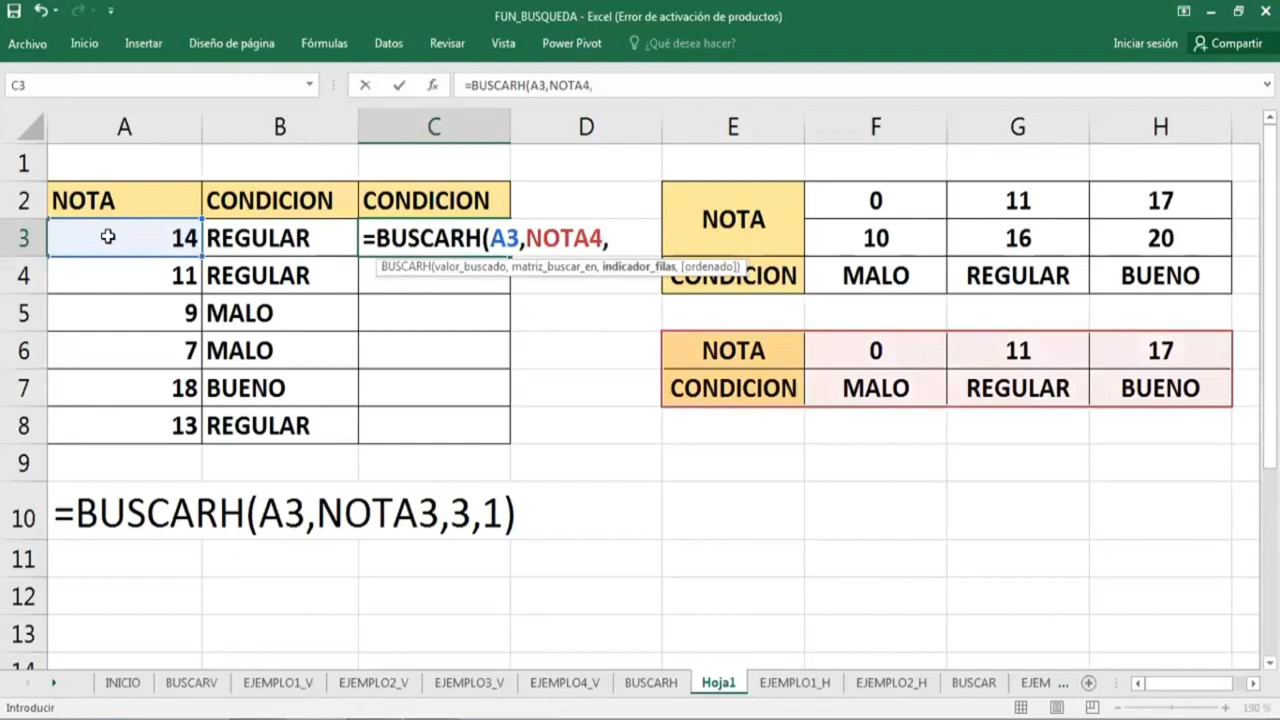 FUN_BUSQUEDA - Excel (Error de activación de productos)
Archivo Inicio Insertar Diseño de página Fórmulas Datos Revisar Vista Power Pivot ¿Qué desea hacer? Iniciar sesión Compartir
C3 fx =BUSCARH(A3,NOTA4,
A B C D E F G H
1
2 NOTA CONDICION CONDICION NOTA 0 11 17
3 14 REGULAR =BUSCARH(A3,NOTA4, 10 16 20
BUSCARH(valor_buscado, matriz_buscar_en, indicador_filas, [ordenado])
4 11 REGULAR CONDICION MALO REGULAR BUENO
5 9 MALO
6 7 MALO NOTA 0 11 17
7 18 BUENO CONDICION MALO REGULAR BUENO
8 13 REGULAR
9
10 =BUSCARH(A3,NOTA3,3,1)
11
12
13
14
INICIO BUSCARV EJEMPLO1_V EJEMPLO2_V EJEMPLO3_V EJEMPLO4_V BUSCARH Hoja1 EJEMPLO1_H EJEMPLO2_H BUSCAR EJEM ...
Introducir 190 %